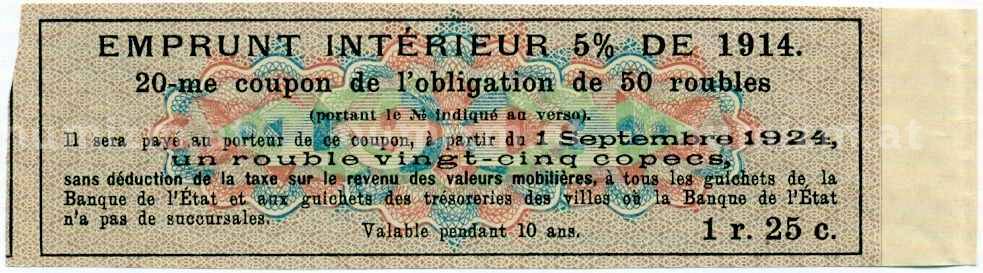 EMPRUNT INTÉRIEUR 5% DE 1914.
20-me coupon de l'obligation de 50 roubles
(portant le № indiqué au verso).
Il sera payé au porteur de ce coupon, à partir du 1 Septembre 1924,
un rouble vingt-cinq copecs,
sans déduction de la taxe sur le revenu des valeurs mobilières, à tous les guichets de la
Banque de l'État et aux guichets des trésoreries des villes où la Banque de l'État
n'a pas de succursales.
Valable pendant 10 ans.
1 r. 25 c.